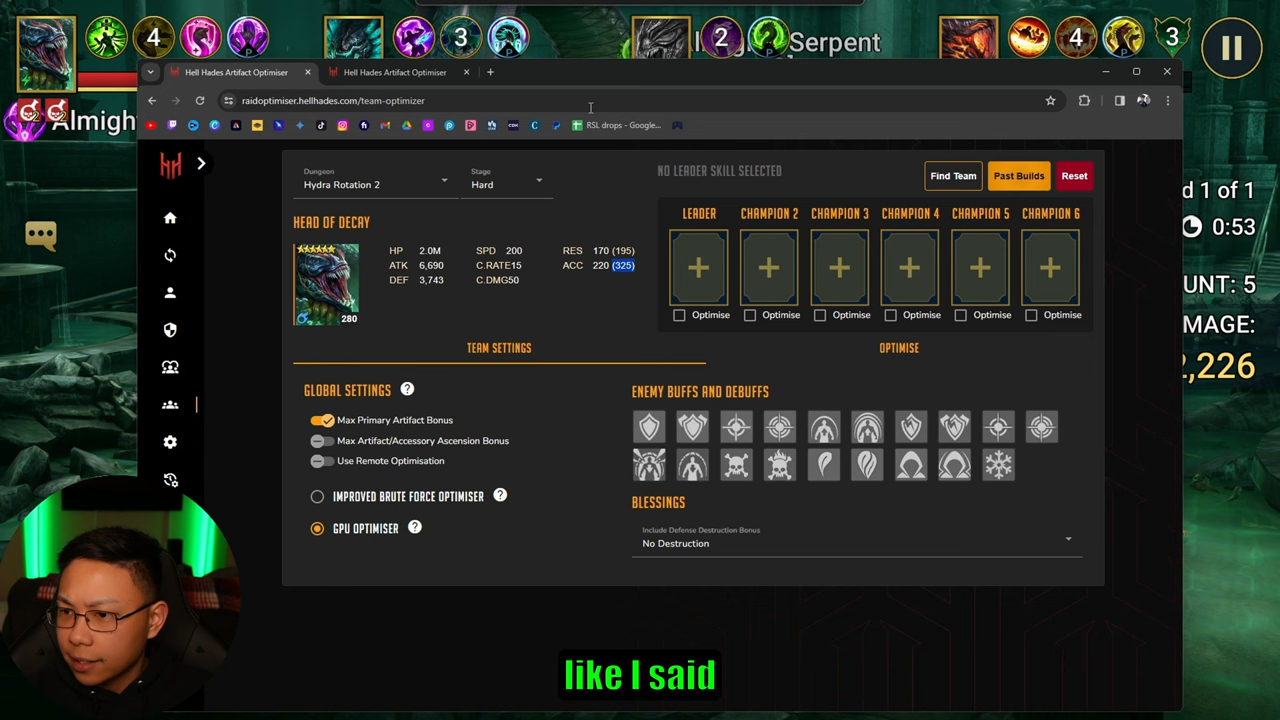 4
3
2
Serpent
4
3
Almigh
Hell Hades Artifact Optimiser
Hell Hades Artifact Optimiser
raidoptimiser.hellhades.com/team-optimizer
RSL drops - Google...
d 1 of 1
0:53
UNT: 5
MAGE:
2,226
Dungeon
Hydra Rotation 2
Stage
Hard
NO LEADER SKILL SELECTED
Find Team
Past Builds
Reset
HEAD OF DECAY
LEADER
CHAMPION 2
CHAMPION 3
CHAMPION 4
CHAMPION 5
CHAMPION 6
HP 2.0M SPD 200 RES 170 (195)
ATK 6,690 C.RATE15 ACC 220 (325)
DEF 3,743 C.DMG50
280
Optimise Optimise Optimise Optimise Optimise Optimise
TEAM SETTINGS
OPTIMISE
GLOBAL SETTINGS ?
Max Primary Artifact Bonus
Max Artifact/Accessory Ascension Bonus
Use Remote Optimisation
IMPROVED BRUTE FORCE OPTIMISER ?
GPU OPTIMISER ?
ENEMY BUFFS AND DEBUFFS
BLESSINGS
Include Defense Destruction Bonus
No Destruction
like I said